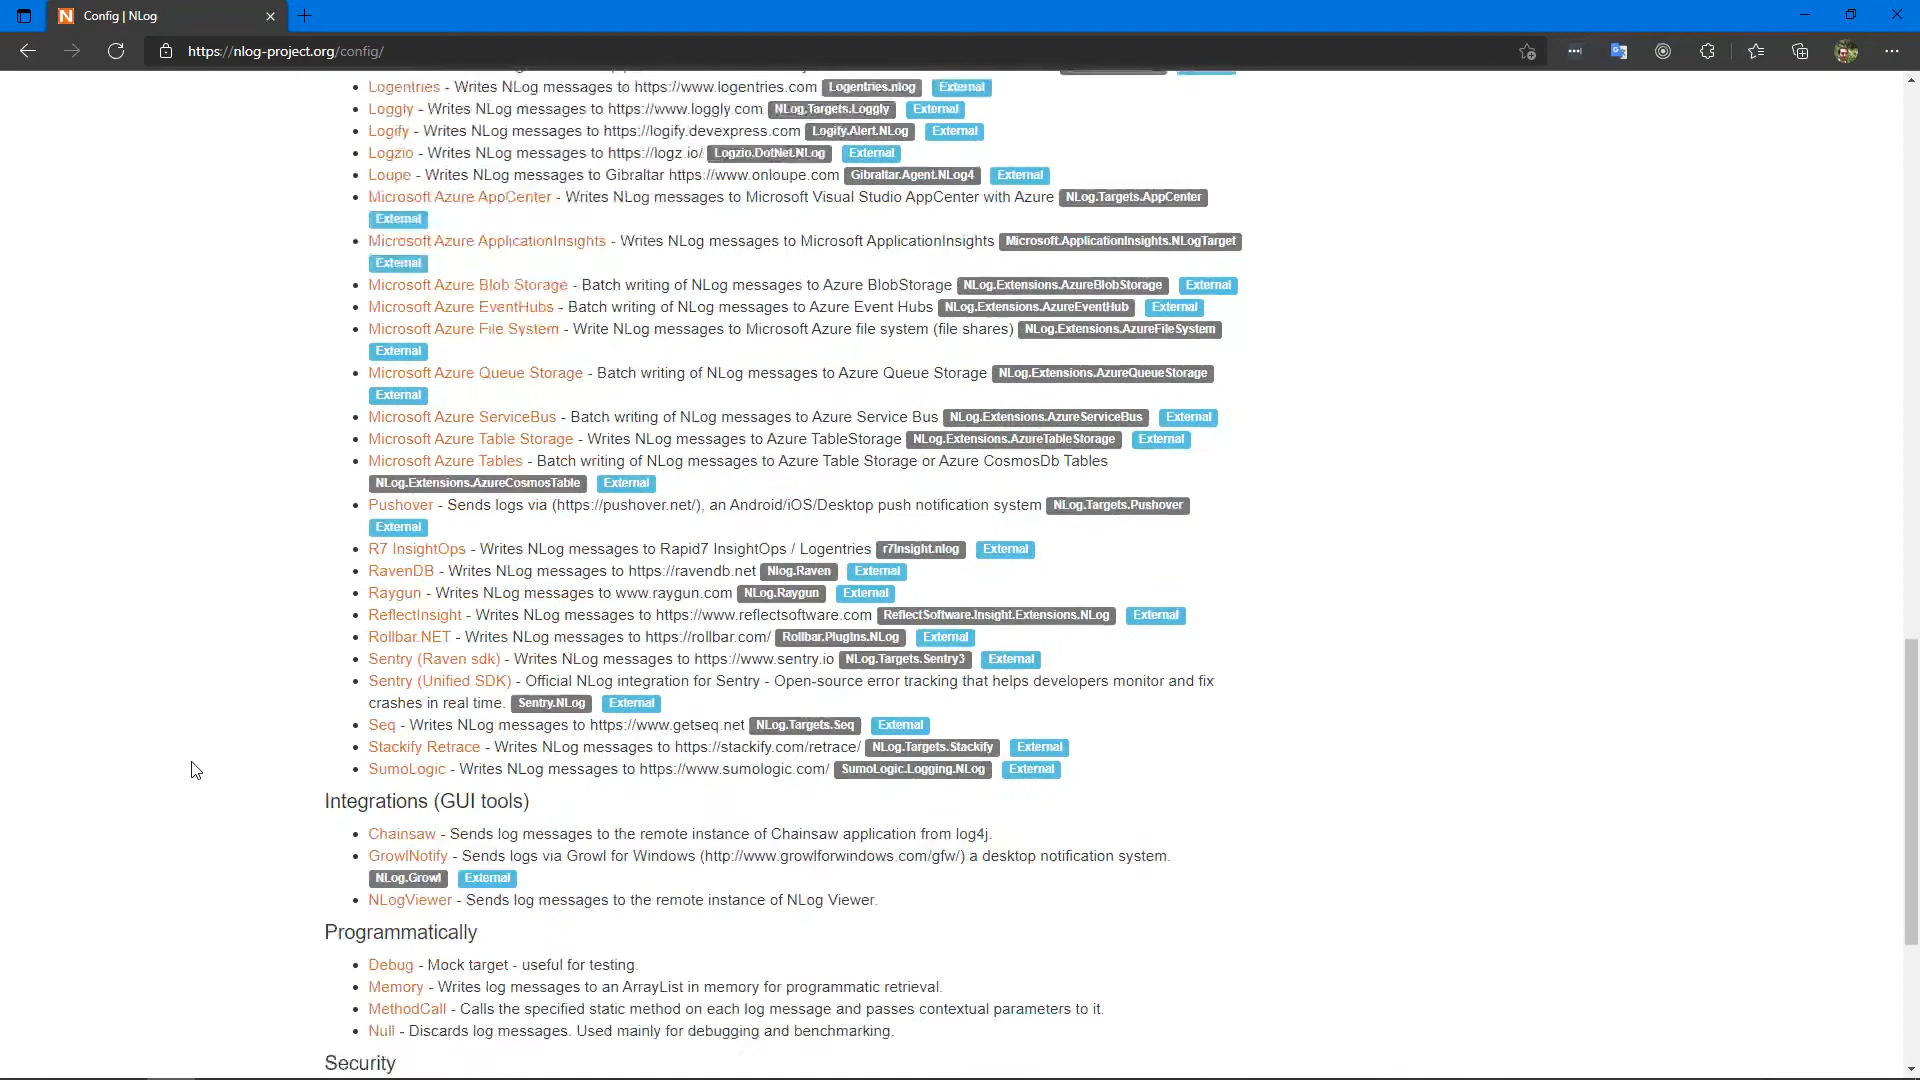 Config | NLog
https://nlog-project.org/config/
Logentries - Writes NLog messages to https://www.logentries.com Logentries.nlog External
Loggly - Writes NLog messages to https://www.loggly.com NLog.Targets.Loggly External
Logify - Writes NLog messages to https://logify.devexpress.com Logify.Alert.NLog External
Logzio - Writes NLog messages to https://logz.io/ Logzio.DotNet.NLog External
Loupe - Writes NLog messages to Gibraltar https://www.onloupe.com Gibraltar.Agent.NLog4 External
Microsoft Azure AppCenter - Writes NLog messages to Microsoft Visual Studio AppCenter with Azure NLog.Targets.AppCenter
External
Microsoft Azure ApplicationInsights - Writes NLog messages to Microsoft ApplicationInsights Microsoft.ApplicationInsights.NLogTarget
External
Microsoft Azure Blob Storage - Batch writing of NLog messages to Azure BlobStorage NLog.Extensions.AzureBlobStorage External
Microsoft Azure EventHubs - Batch writing of NLog messages to Azure Event Hubs NLog.Extensions.AzureEventHub External
Microsoft Azure File System - Write NLog messages to Microsoft Azure file system (file shares) NLog.Extensions.AzureFileSystem
External
Microsoft Azure Queue Storage - Batch writing of NLog messages to Azure Queue Storage NLog.Extensions.AzureQueueStorage
External
Microsoft Azure ServiceBus - Batch writing of NLog messages to Azure Service Bus NLog.Extensions.AzureServiceBus External
Microsoft Azure Table Storage - Writes NLog messages to Azure TableStorage NLog.Extensions.AzureTableStorage External
Microsoft Azure Tables - Batch writing of NLog messages to Azure Table Storage or Azure CosmosDb Tables
NLog.Extensions.AzureCosmosTable External
Pushover - Sends logs via (https://pushover.net/), an Android/iOS/Desktop push notification system NLog.Targets.Pushover
External
R7 InsightOps - Writes NLog messages to Rapid7 InsightOps / Logentries r7Insight.nlog External
RavenDB - Writes NLog messages to https://ravendb.net Nlog.Raven External
Raygun - Writes NLog messages to www.raygun.com NLog.Raygun External
ReflectInsight - Writes NLog messages to https://www.reflectsoftware.com ReflectSoftware.Insight.Extensions.NLog External
Rollbar.NET - Writes NLog messages to https://rollbar.com/ Rollbar.PlugIns.NLog External
Sentry (Raven sdk) - Writes NLog messages to https://www.sentry.io NLog.Targets.Sentry3 External
Sentry (Unified SDK) - Official NLog integration for Sentry - Open-source error tracking that helps developers monitor and fix
crashes in real time. Sentry.NLog External
Seq - Writes NLog messages to https://www.getseq.net NLog.Targets.Seq External
Stackify Retrace - Writes NLog messages to https://stackify.com/retrace/ NLog.Targets.Stackify External
SumoLogic - Writes NLog messages to https://www.sumologic.com/ SumoLogic.Logging.NLog External
Integrations (GUI tools)
Chainsaw - Sends log messages to the remote instance of Chainsaw application from log4j.
GrowlNotify - Sends logs via Growl for Windows (http://www.growlforwindows.com/gfw/) a desktop notification system.
NLog.Growl External
NLogViewer - Sends log messages to the remote instance of NLog Viewer.
Programmatically
Debug - Mock target - useful for testing.
Memory - Writes log messages to an ArrayList in memory for programmatic retrieval.
MethodCall - Calls the specified static method on each log message and passes contextual parameters to it.
Null - Discards log messages. Used mainly for debugging and benchmarking.
Security